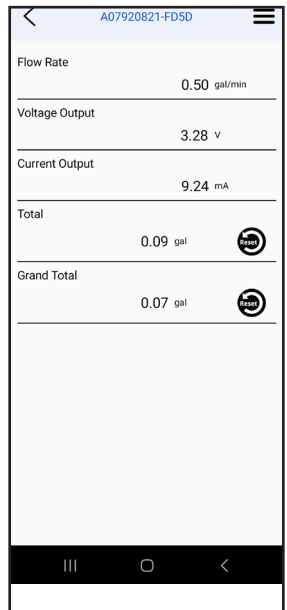 A07920821-FD5D
Flow Rate
0.50 gal/min
Voltage Output
3.28 V
Current Output
9.24 mA
Total
0.09 gal Reset
Grand Total
0.07 gal Reset